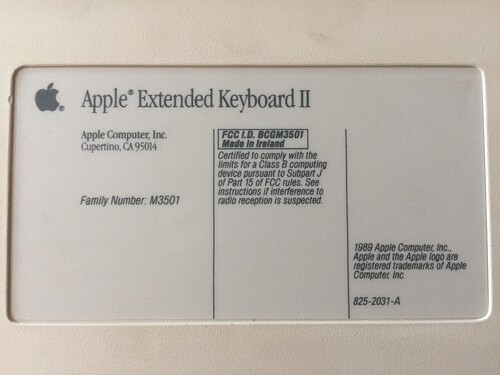 Apple® Extended Keyboard II
Apple Computer, Inc.
Cupertino, CA 95014
Family Number: M3501
FCC I.D. BCGM3501
Made in Ireland
Certified to comply with the
limits for a Class B computing
device pursuant to Subpart J
of Part 15 of FCC rules. See
instructions if interference to
radio reception is suspected.
1989 Apple Computer, Inc.,
Apple and the Apple logo are
registered trademarks of Apple
Computer, Inc.
825-2031-A